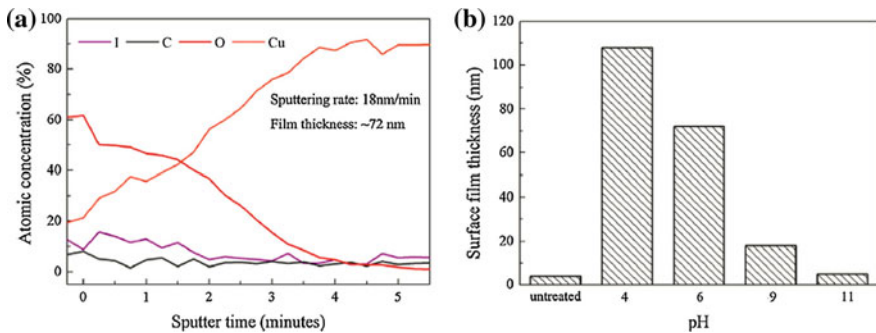 (a)
I C O Cu
Sputtering rate: 18nm/min
Film thickness: ~72 nm
Atomic concentration (%)
100
80
60
40
20
0
0 1 2 3 4 5
Sputter time (minutes)
(b)
Surface film thickness (nm)
120
100
80
60
40
20
0
untreated 4 6 9 11
pH